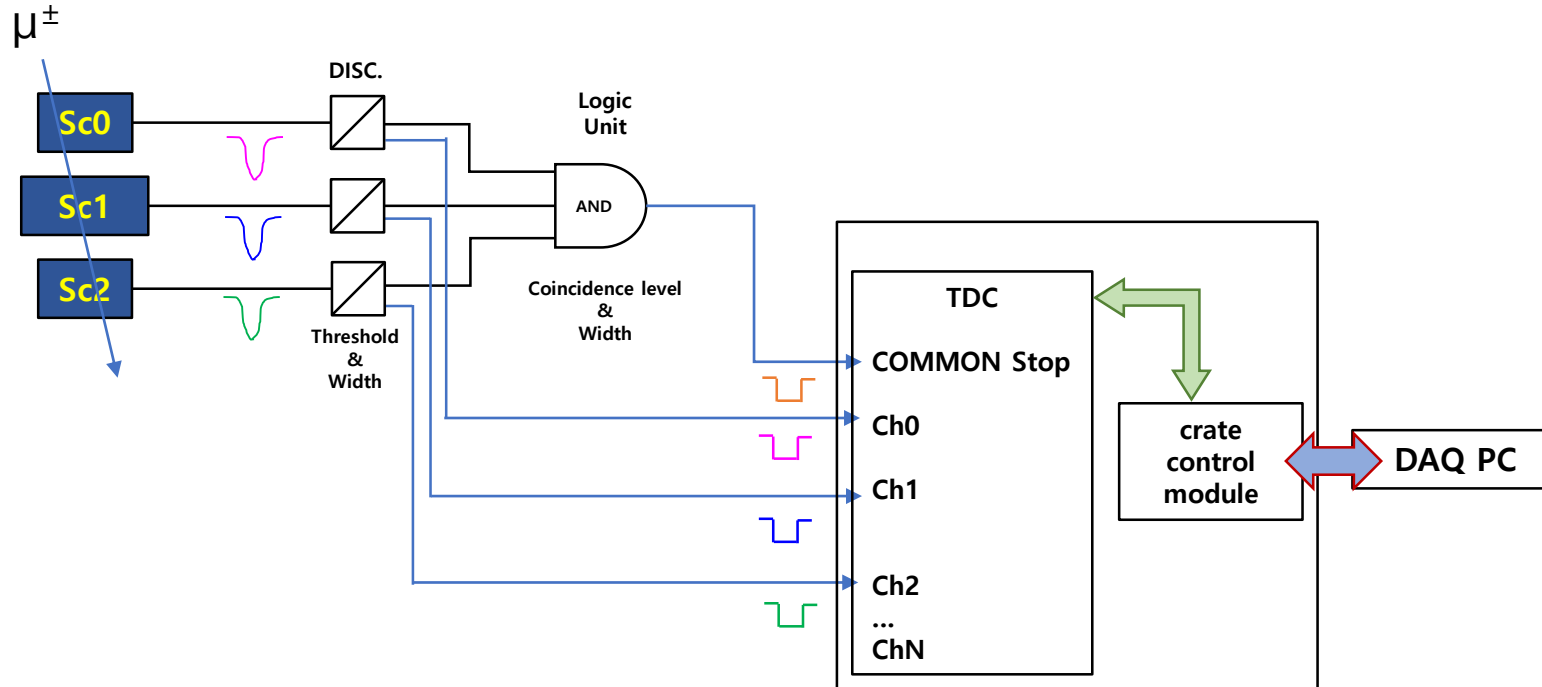 μ±
DISC.
Sc0
Logic
Unit
Sc1
AND
Sc2
Threshold
&
Width
Coincidence level
&
Width
TDC
COMMON Stop
Ch0
Ch1
Ch2
...
ChN
crate
control
module
DAQ PC